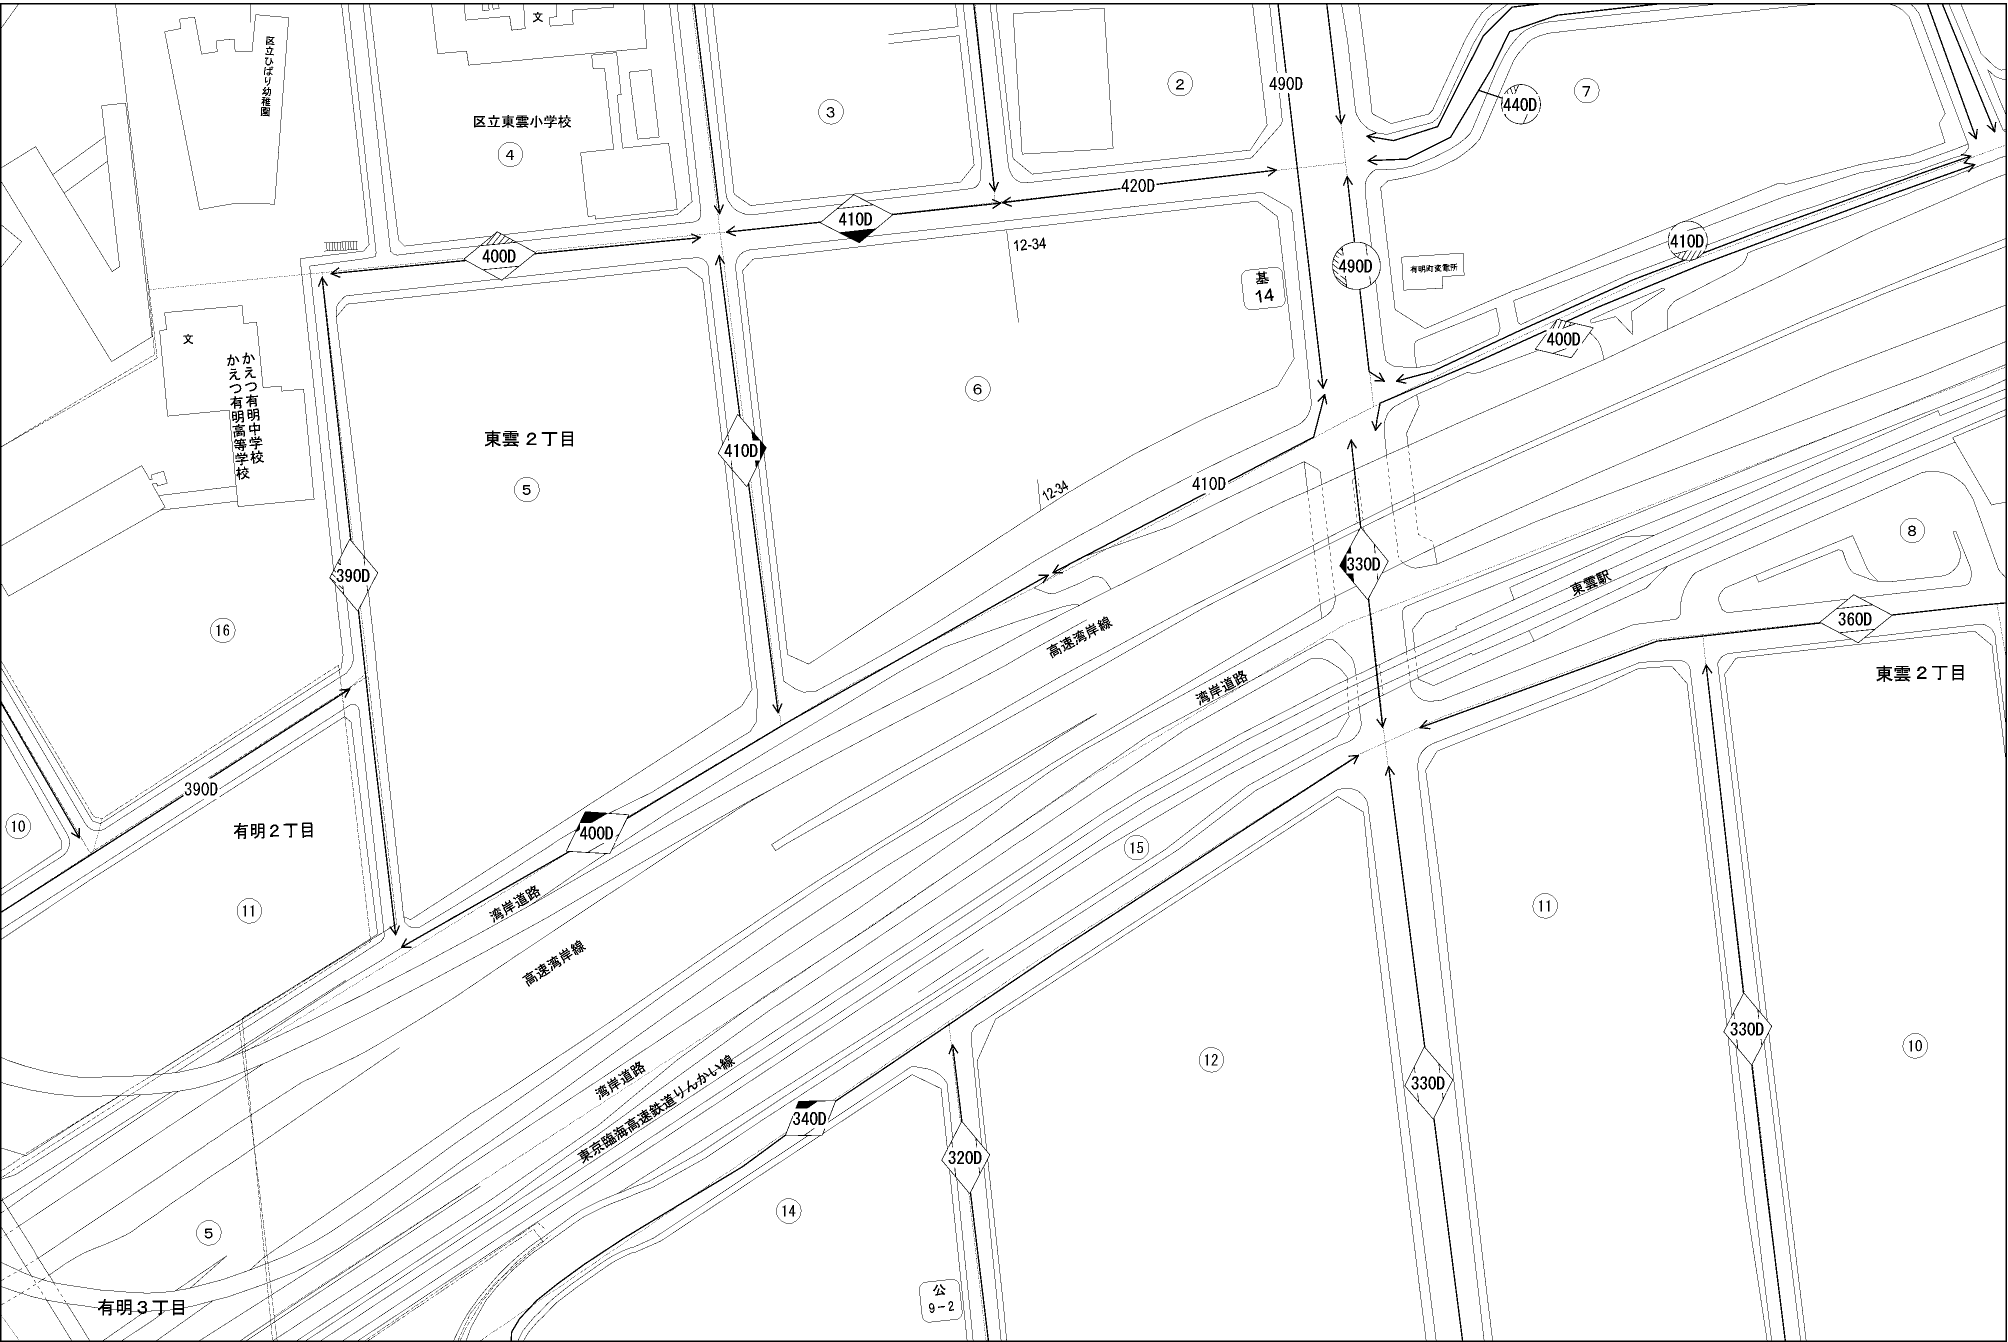 文
区立ひばり幼稚園
区立東雲小学校
④
③
②
490D
440D
⑦
420D
410D
400D
12-34
基
14
490D
有明町変電所
410D
400D
文
かえつ有明中学校
かえつ有明高等学校
東雲2丁目
⑤
410D
⑥
12-34
410D
390D
330D
⑧
東雲駅
360D
東雲2丁目
⑯
高速湾岸線
湾岸道路
390D
⑩
有明2丁目
400D
⑮
⑪
湾岸道路
高速湾岸線
⑪
330D
⑩
⑫
330D
湾岸道路
東京臨海高速鉄道りんかい線
340D
320D
⑭
⑤
有明3丁目
公
9-2